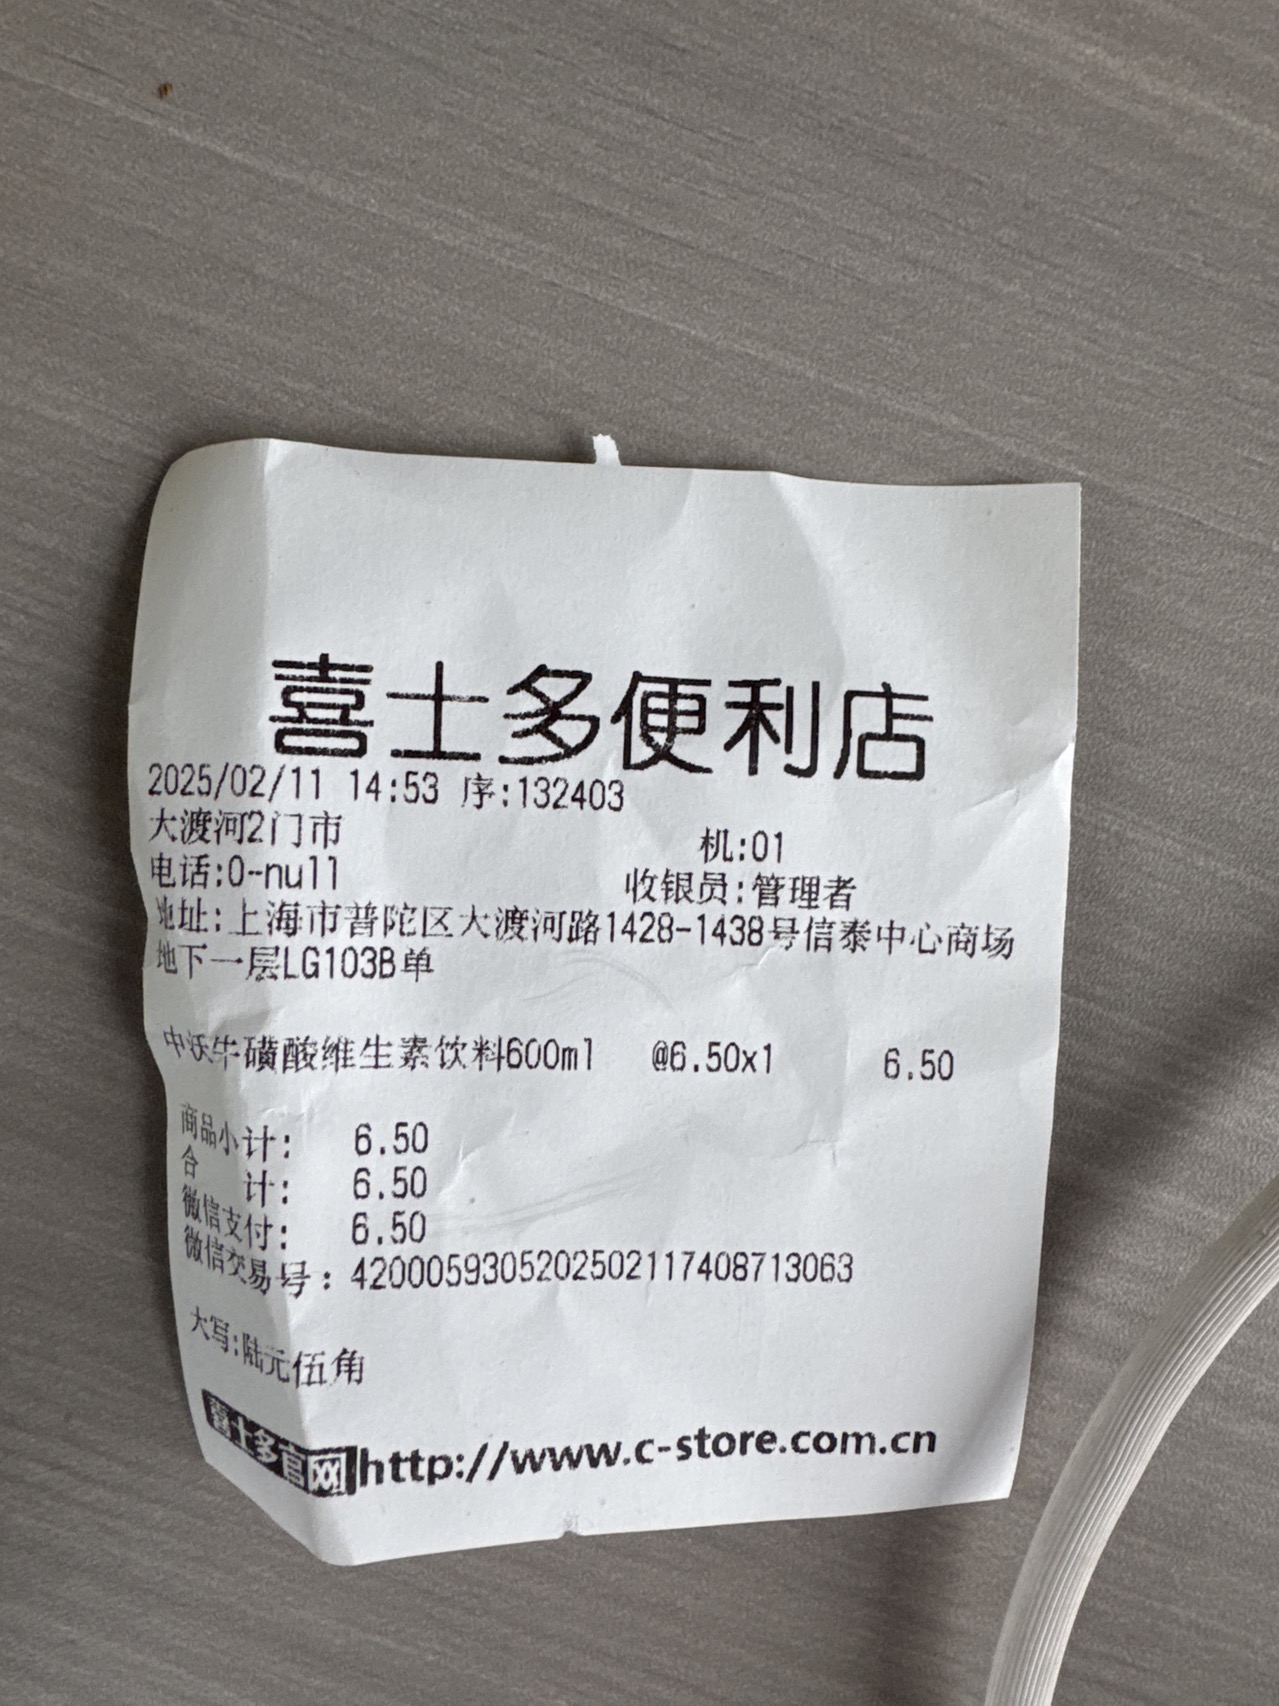 喜士多便利店
2025/02/11 14:53 序:132403
大渡河2门市 机:01
电话:0-null 收银员:管理者
地址:上海市普陀区大渡河路1428-1438号信泰中心商场
地下一层LG103B单
中沃牛磺酸维生素饮料600ml @6.50x1 6.50
商品小计: 6.50
合 计: 6.50
微信支付: 6.50
微信交易号: 4200059305202502117408713063
大写:陆元伍角
喜士多官网http://www.c-store.com.cn